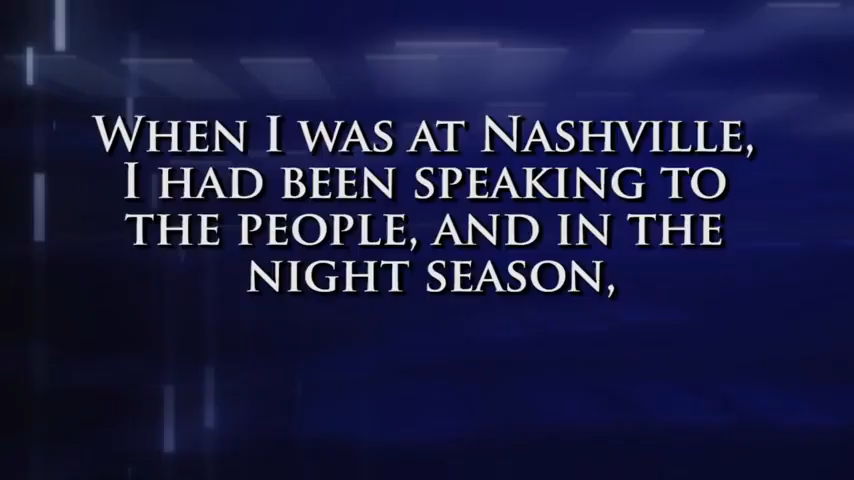 When I was at Nashville,
I had been speaking to
the people, and in the
night season,